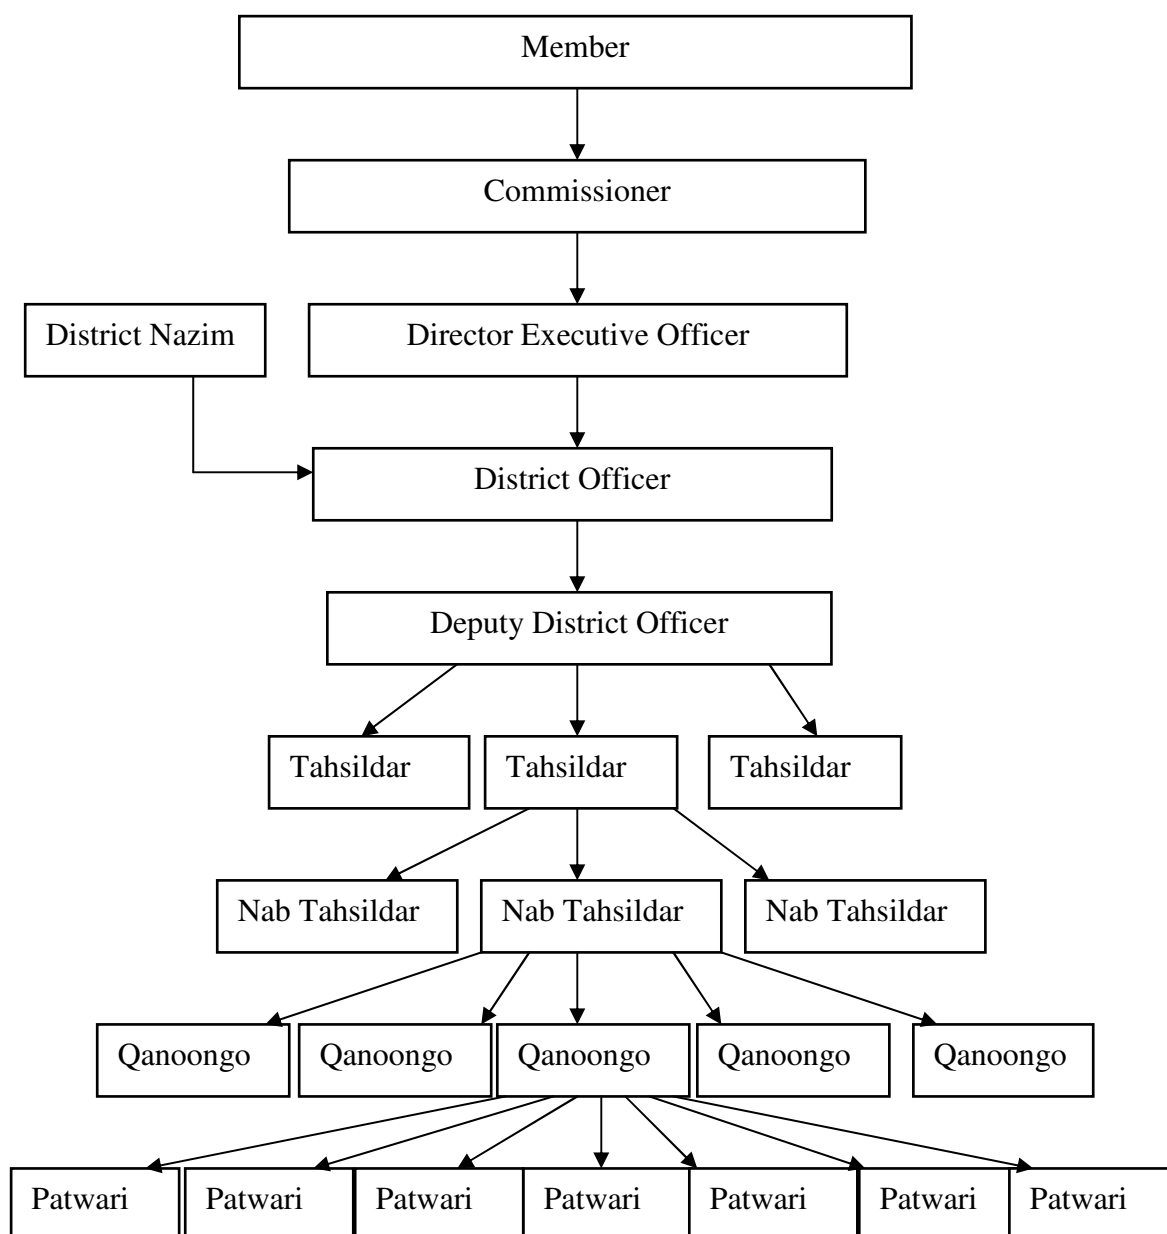 Member
Commissioner
District Nazim
Director Executive Officer
District Officer
Deputy District Officer
Tahsildar
Tahsildar
Tahsildar
Nab Tahsildar
Nab Tahsildar
Nab Tahsildar
Qanoongo
Qanoongo
Qanoongo
Qanoongo
Qanoongo
Patwari
Patwari
Patwari
Patwari
Patwari
Patwari
Patwari